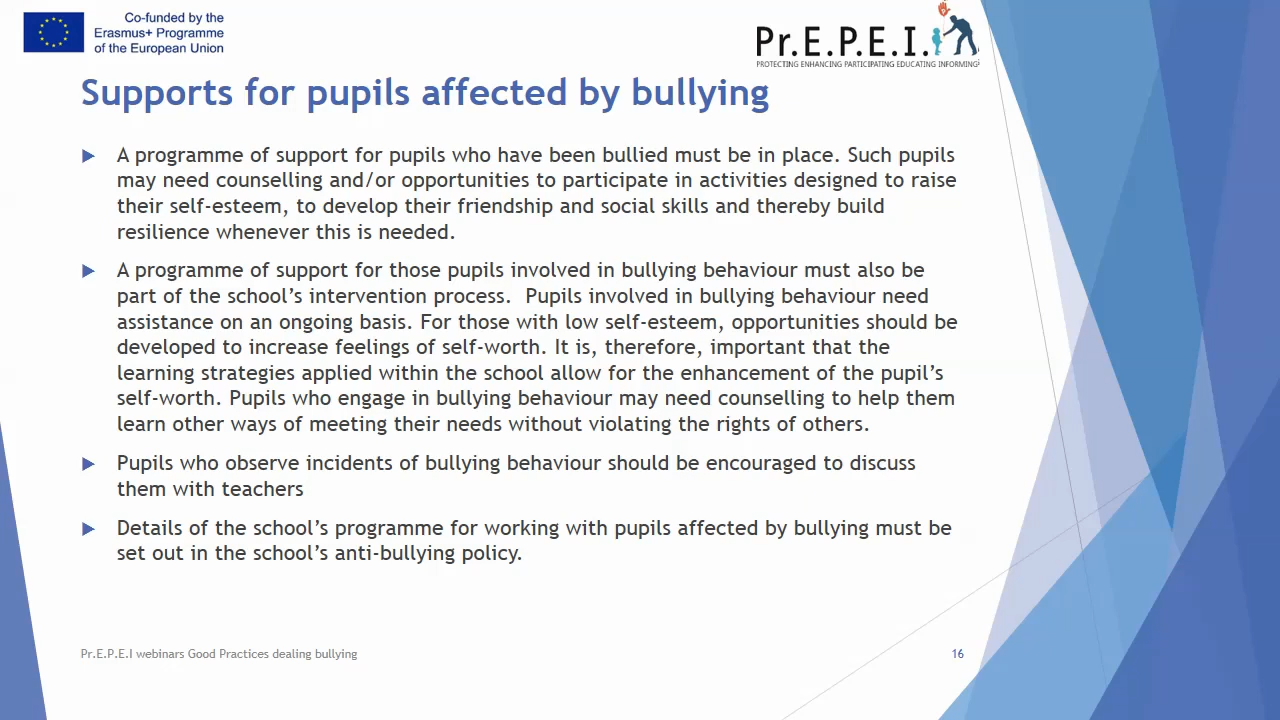 Co-funded by the
Erasmus+ Programme
of the European Union
Pr.E.P.E.I.
PROTECTING ENHANCING PARTICIPATING EDUCATING INFORMING
Supports for pupils affected by bullying
A programme of support for pupils who have been bullied must be in place. Such pupils
may need counselling and/or opportunities to participate in activities designed to raise
their self-esteem, to develop their friendship and social skills and thereby build
resilience whenever this is needed.
A programme of support for those pupils involved in bullying behaviour must also be
part of the school’s intervention process.  Pupils involved in bullying behaviour need
assistance on an ongoing basis. For those with low self-esteem, opportunities should be
developed to increase feelings of self-worth. It is, therefore, important that the
learning strategies applied within the school allow for the enhancement of the pupil’s
self-worth. Pupils who engage in bullying behaviour may need counselling to help them
learn other ways of meeting their needs without violating the rights of others.
Pupils who observe incidents of bullying behaviour should be encouraged to discuss
them with teachers
Details of the school’s programme for working with pupils affected by bullying must be
set out in the school’s anti-bullying policy.
Pr.E.P.E.I webinars Good Practices dealing bullying
16